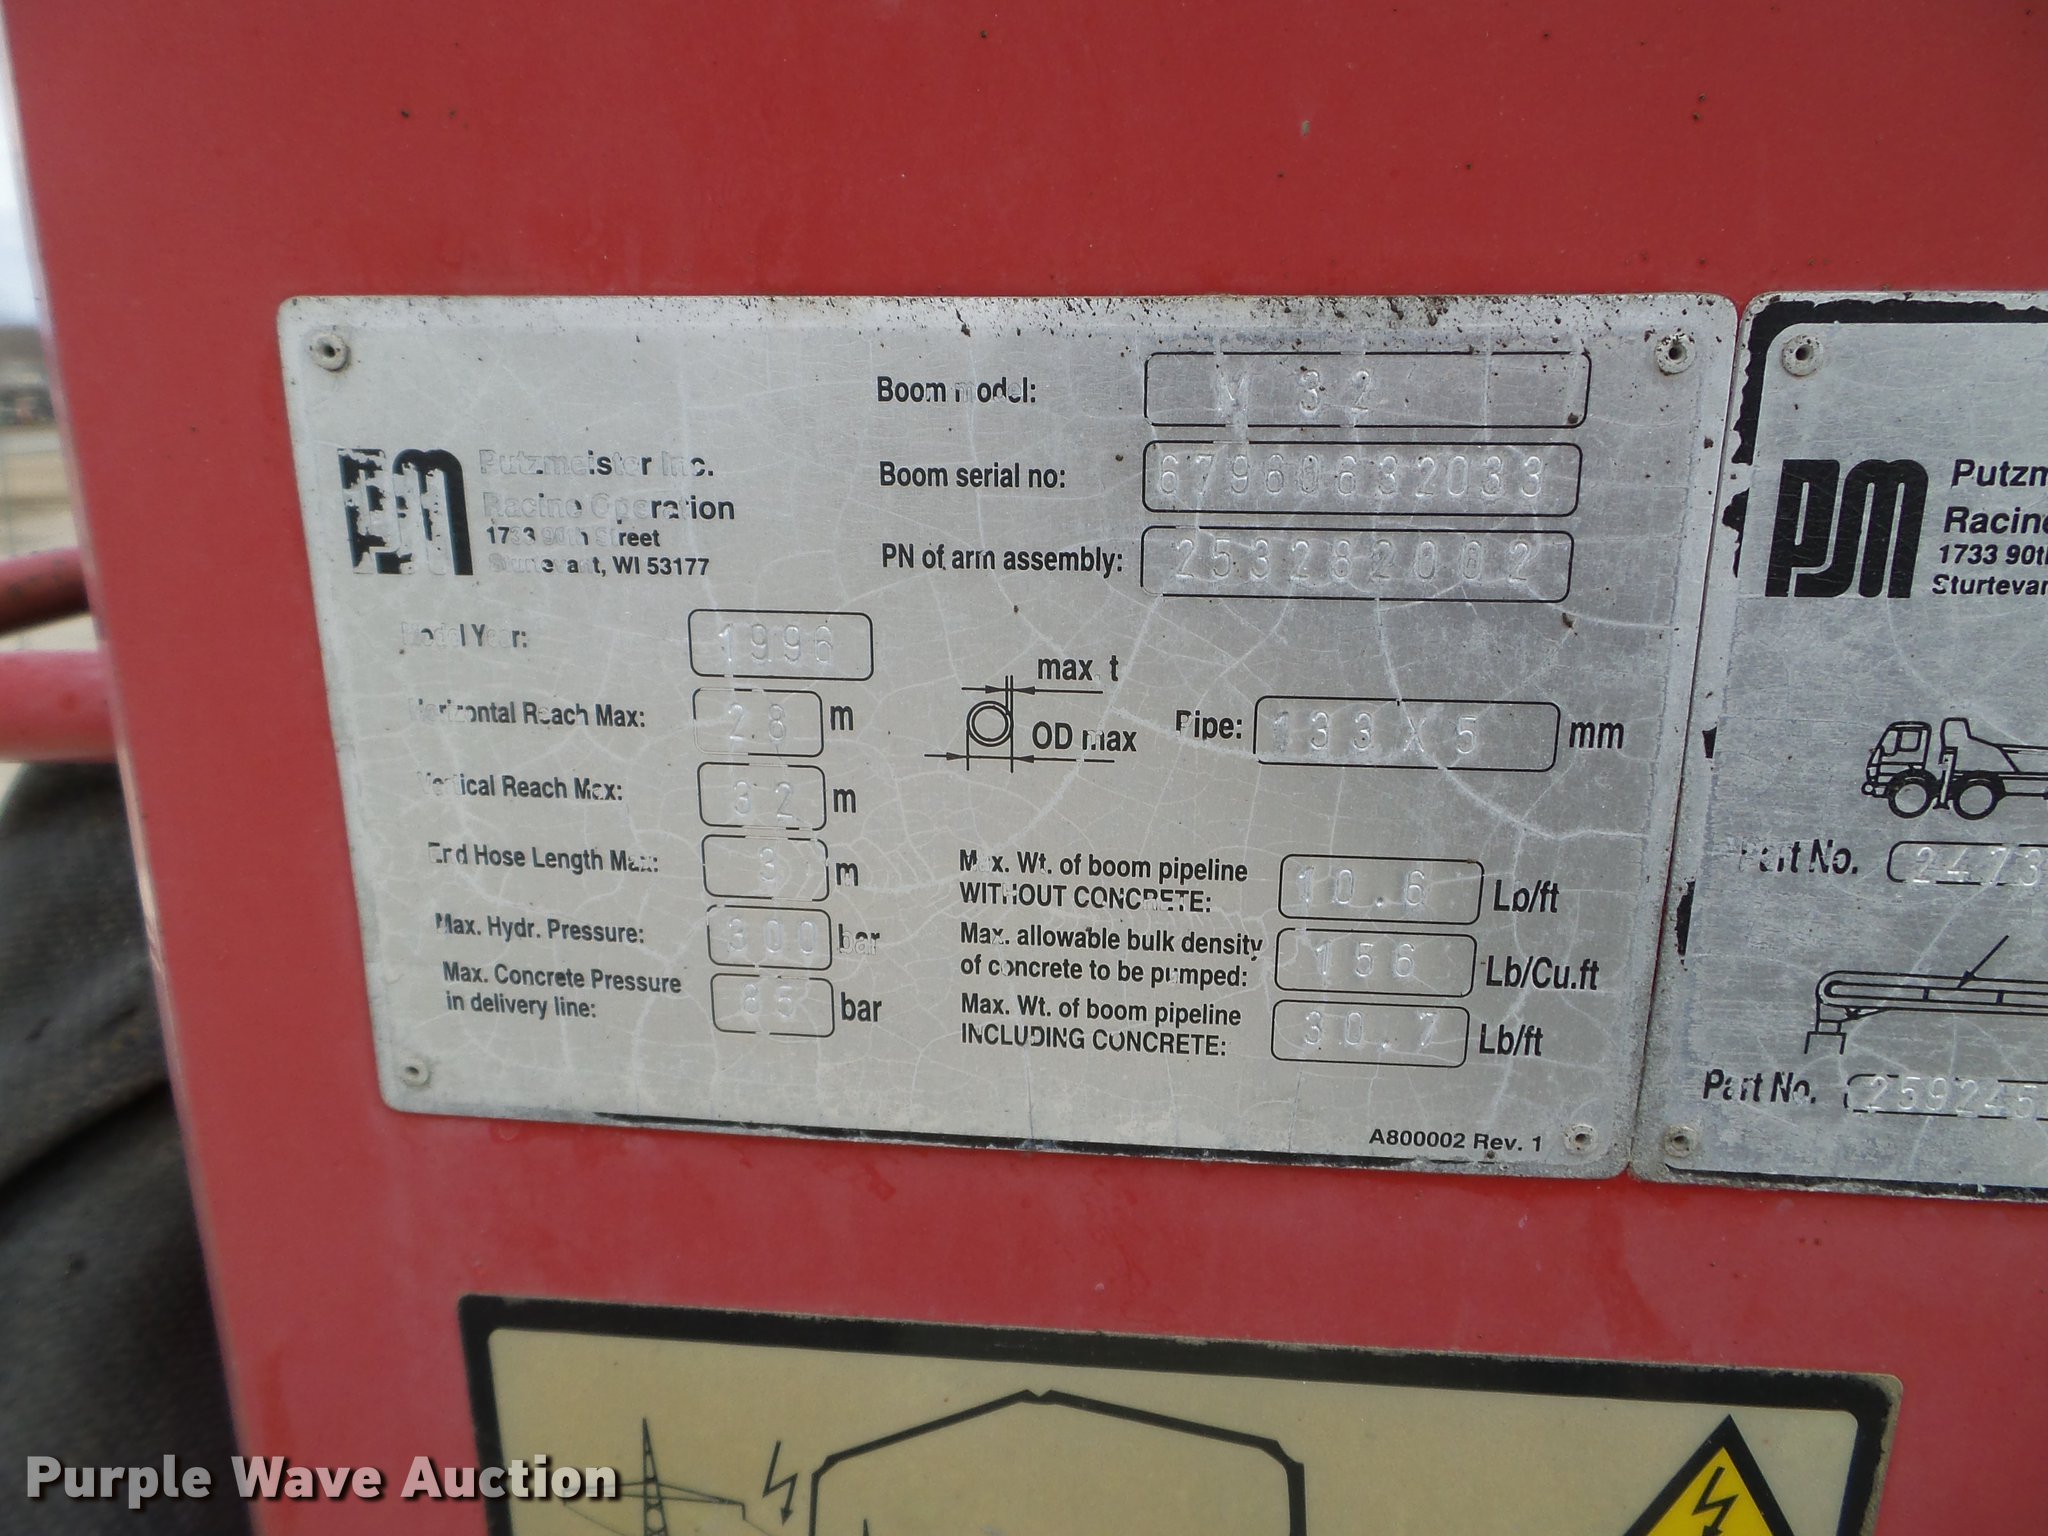 Boom model: M 32
PM Putzmeister Inc.
Racine Operation
1733 90th Street
Sturtevant, WI 53177
Boom serial no: 67960632033
PN of arm assembly:
Model Year: 1996
Horizontal Reach Max: 28 m
Vertical Reach Max: 32 m
End Hose Length Max: 3 m
Max. Hydr. Pressure: 300 bar
Max. Concrete Pressure
in delivery line: 85 bar
max. t
OD max
Pipe: 133 X 5 mm
Max. Wt. of boom pipeline
WITHOUT CONCRETE: 10.6 Lb/ft
Max. allowable bulk density
of concrete to be pumped: 156 Lb/Cu.ft
Max. Wt. of boom pipeline
INCLUDING CONCRETE: 30.7 Lb/ft
A800002 Rev. 1
PM Putzm
Racine
1733 90th
Sturtevan
Part No. 2473
Part No. 259245
Purple Wave Auction